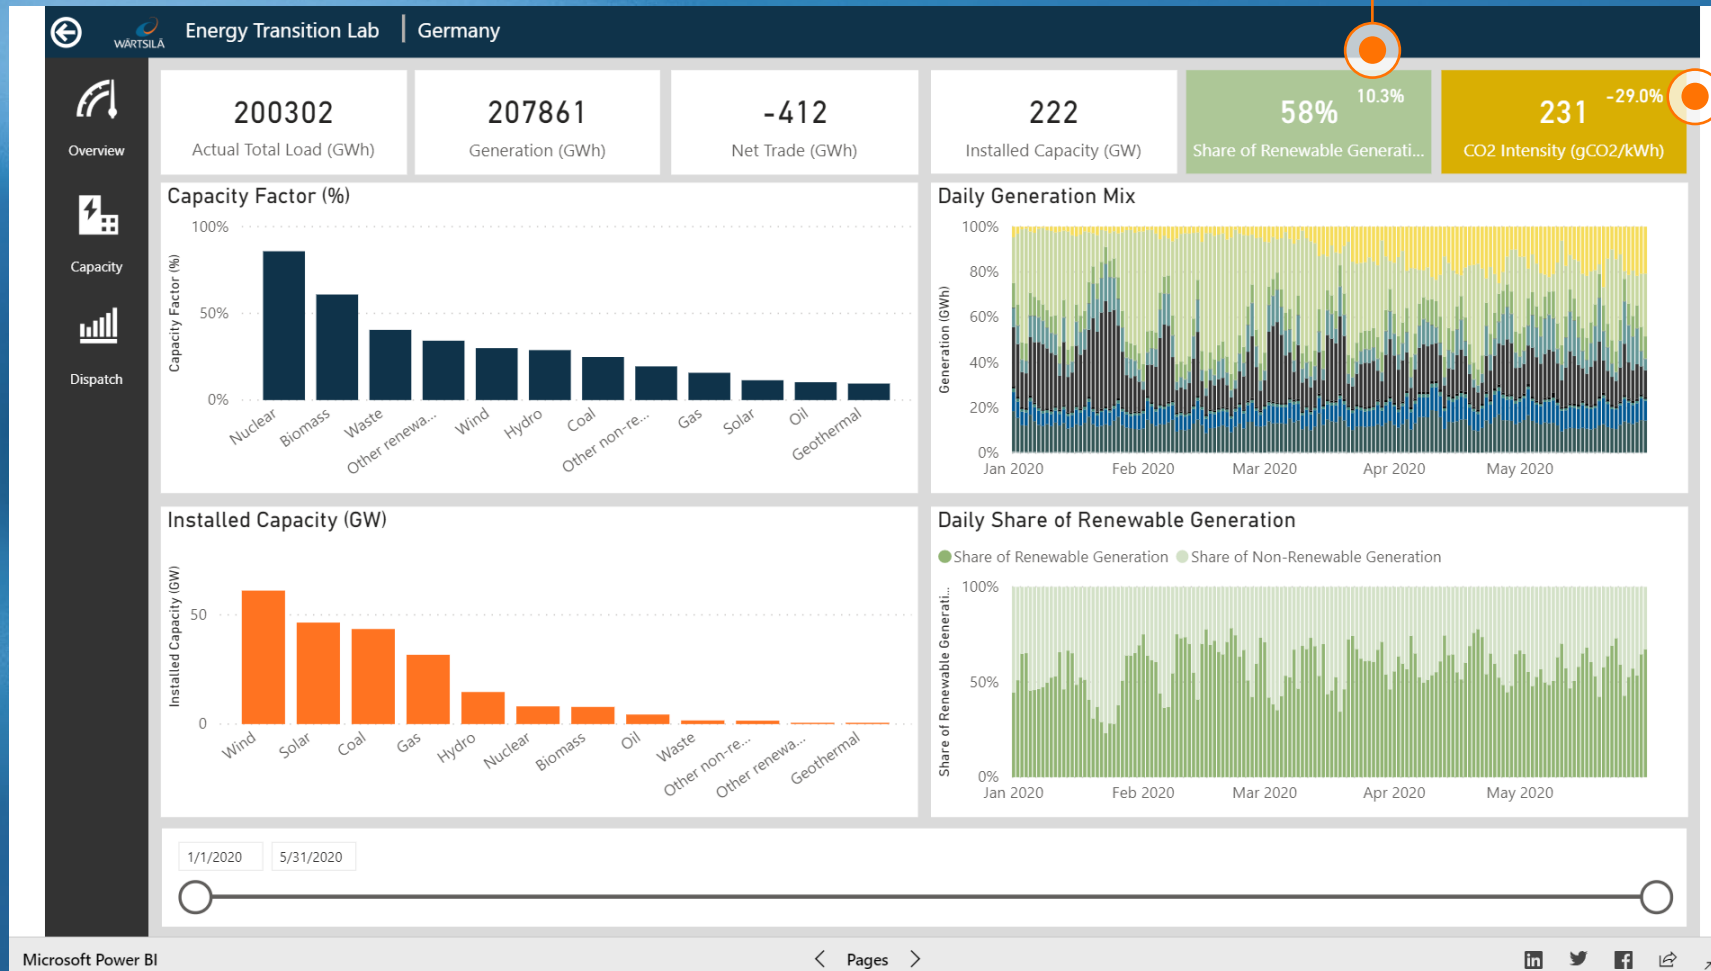 WÄRTSILÄ
Energy Transition Lab | Germany
Overview
Capacity
Dispatch
200302
Actual Total Load (GWh)
207861
Generation (GWh)
-412
Net Trade (GWh)
222
Installed Capacity (GW)
58% 10.3%
Share of Renewable Generati...
231 -29.0%
CO2 Intensity (gCO2/kWh)
Capacity Factor (%)
Capacity Factor (%)
100%
50%
0%
Nuclear
Biomass
Waste
Other renewa...
Wind
Hydro
Coal
Other non-re...
Gas
Solar
Oil
Geothermal
Daily Generation Mix
Generation (GWh)
100%
80%
60%
40%
20%
0%
Jan 2020
Feb 2020
Mar 2020
Apr 2020
May 2020
Installed Capacity (GW)
Installed Capacity (GW)
50
0
Wind
Solar
Coal
Gas
Hydro
Nuclear
Biomass
Oil
Waste
Other non-re...
Other renewa...
Geothermal
Daily Share of Renewable Generation
Share of Renewable Generation
Share of Non-Renewable Generation
Share of Renewable Generati...
100%
50%
0%
Jan 2020
Feb 2020
Mar 2020
Apr 2020
May 2020
1/1/2020
5/31/2020
Microsoft Power BI
< Pages >